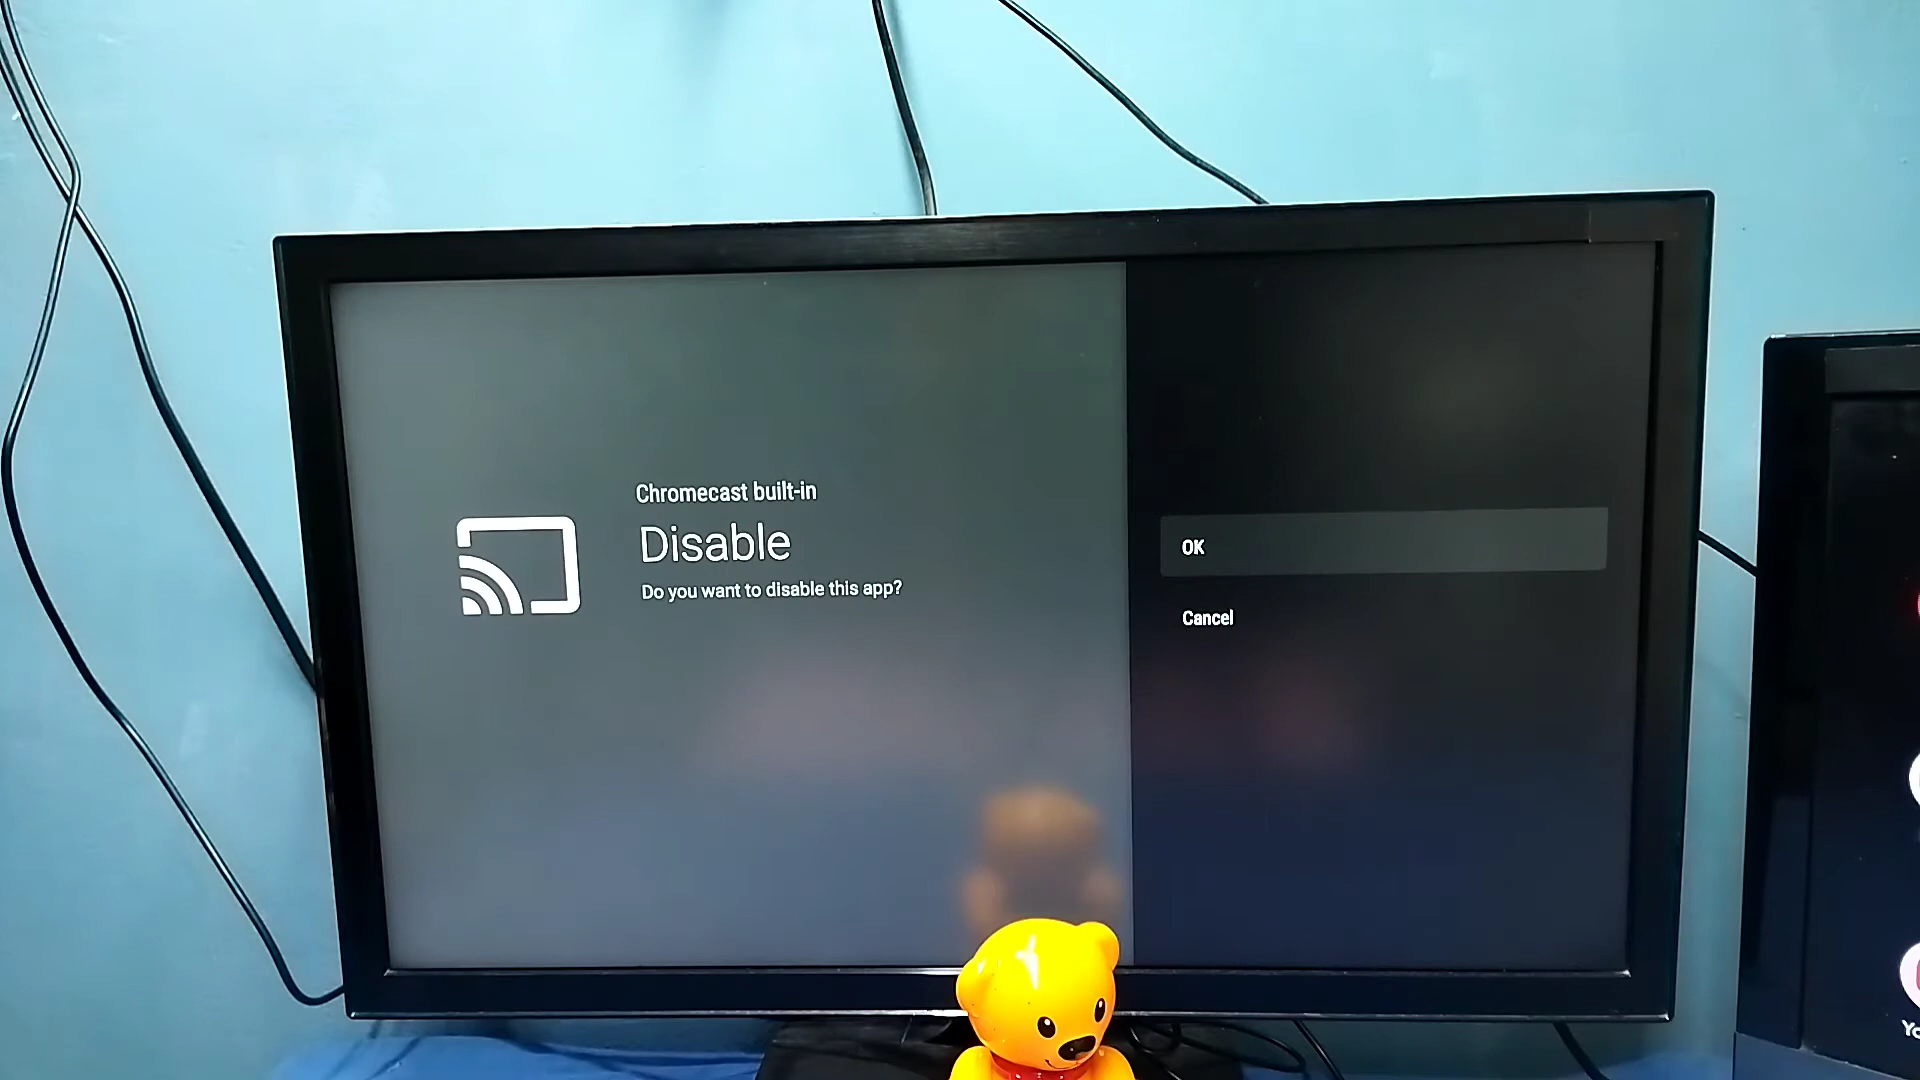 Chromecast built-in
Disable
Do you want to disable this app?
OK
Cancel